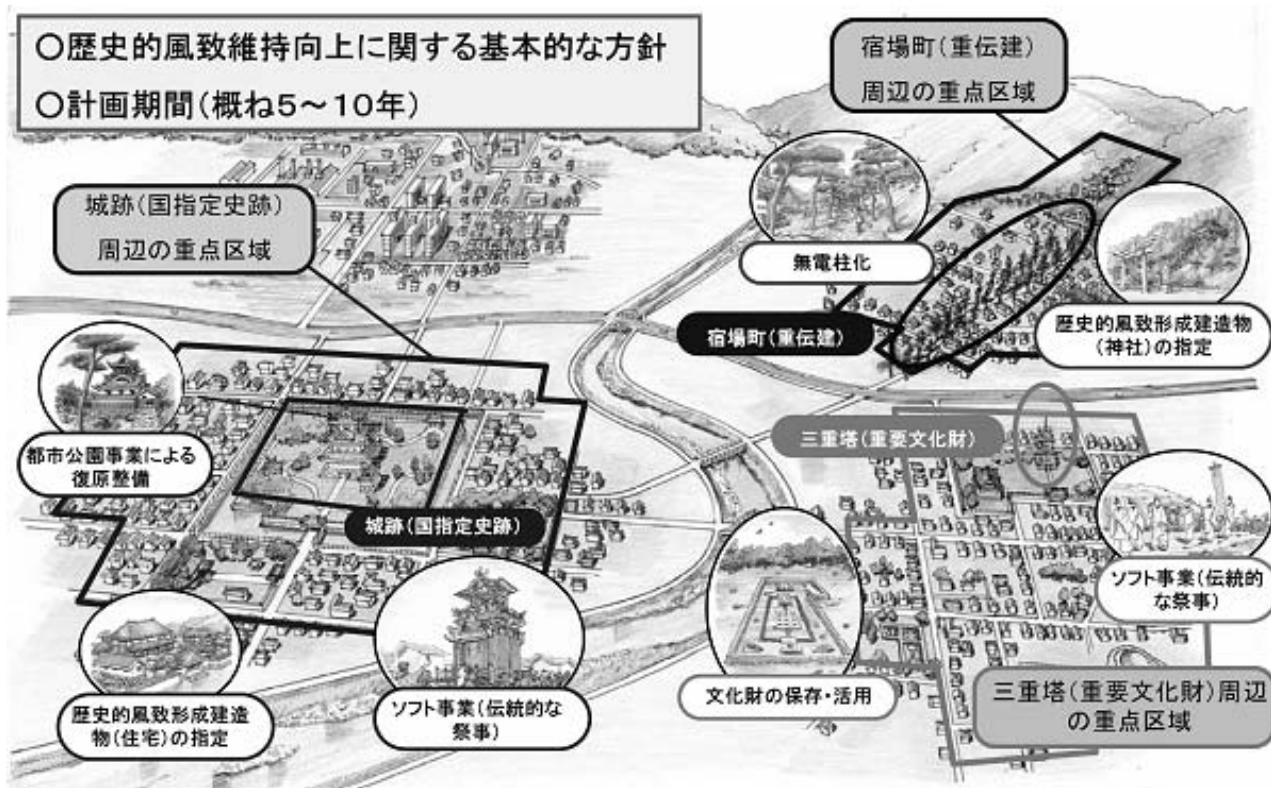 ○歴史的風致維持向上に関する基本的な方針
○計画期間(概ね5～10年)
宿場町(重伝建)
周辺の重点区域
城跡(国指定史跡)
周辺の重点区域
無電柱化
宿場町(重伝建)
歴史的風致形成建造物
(神社)の指定
都市公園事業による
復原整備
三重塔(重要文化財)
城跡(国指定史跡)
ソフト事業(伝統的
な祭事)
歴史的風致形成建造
物(住宅)の指定
ソフト事業(伝統的な
祭事)
文化財の保存・活用
三重塔(重要文化財)周辺
の重点区域